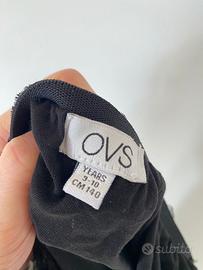 OVS
YEARS
9-10
CM 140
subito